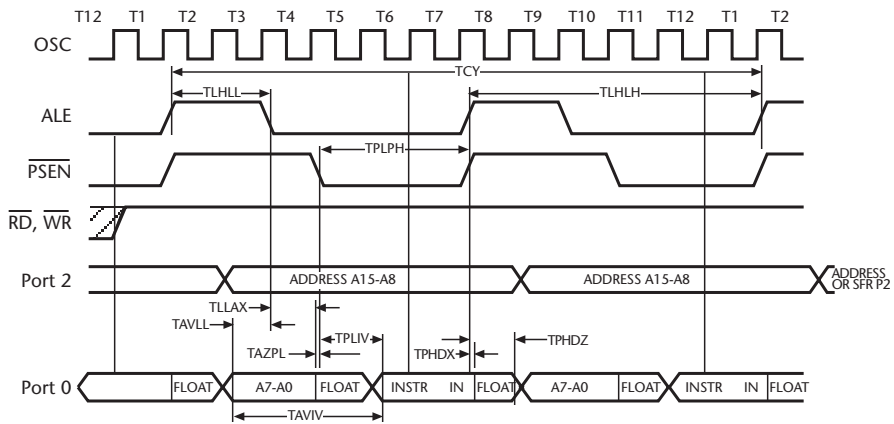 T12 T1 T2 T3 T4 T5 T6 T7 T8 T9 T10 T11 T12 T1 T2
OSC
TCY
TLHLL TLHLH
ALE
TPLPH
PSEN
RD, WR
Port 2 ADDRESS A15-A8 ADDRESS A15-A8 ADDRESS OR SFR P2
TLLAX
TAVLL TPLIV TPHDZ
TAZPL TPHDX
Port 0 FLOAT A7-A0 FLOAT INSTR IN FLOAT A7-A0 FLOAT INSTR IN FLOAT
TAVIV